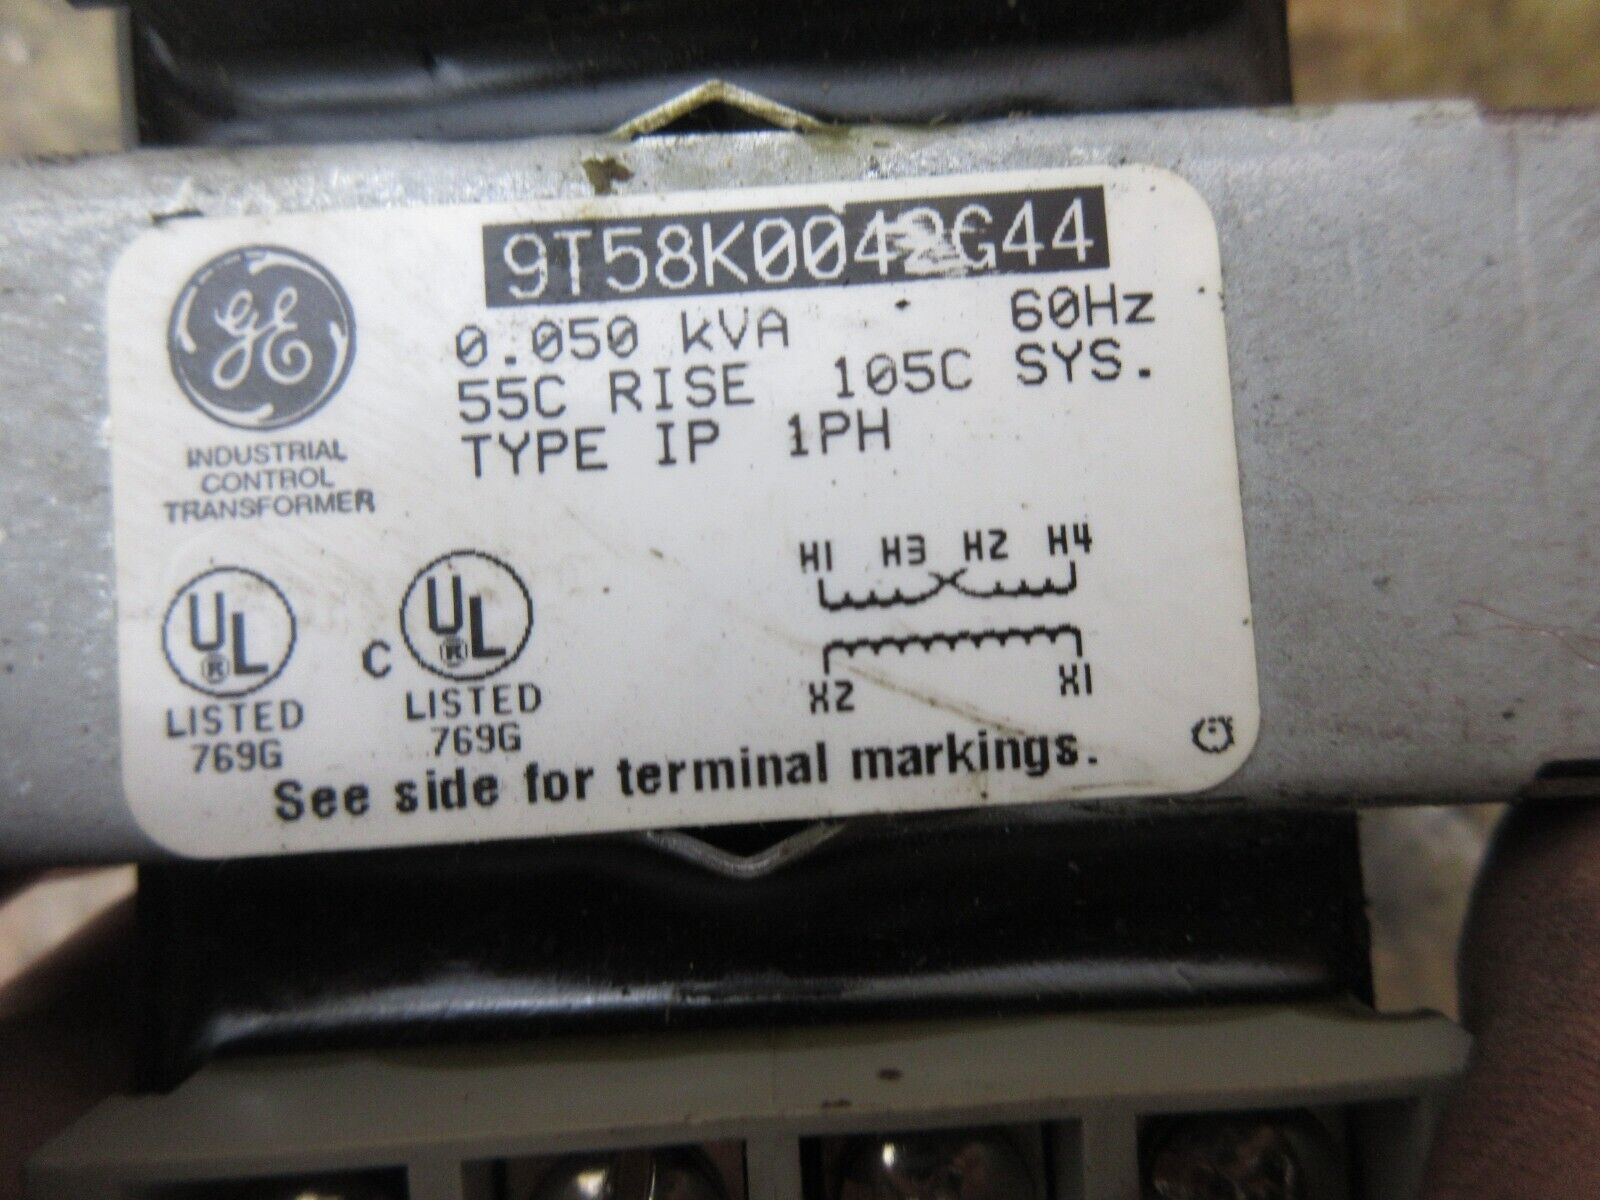 9T58K0042G44
GE
0.050 kVA 60Hz
55C RISE 105C SYS.
TYPE IP 1PH
INDUSTRIAL
CONTROL
TRANSFORMER
H1 H3 H2 H4
X2 X1
UL ®
LISTED
769G
C UL ®
LISTED
769G
See side for terminal markings.